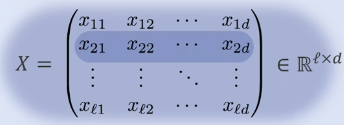 X = ( x₁₁ x₁₂ ⋯ x₁d
x₂₁ x₂₂ ⋯ x₂d
⋮ ⋮ ⋱ ⋮
xℓ₁ xℓ₂ ⋯ xℓd ) ∈ ℝ^{ℓ×d}